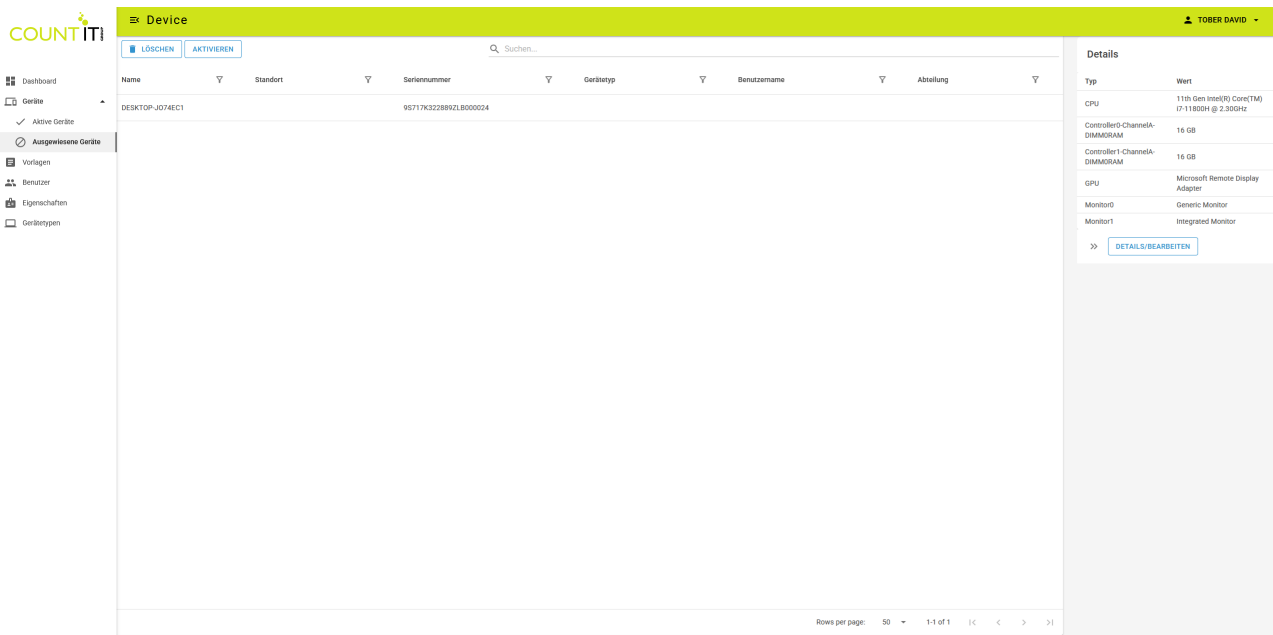 COUNT IT!
Device
TOBER DAVID
LÖSCHEN
AKTIVIEREN
Suchen...
Dashboard
Geräte
Aktive Geräte
Ausgewiesene Geräte
Vorlagen
Benutzer
Eigenschaften
Gerätetypen
Name Standort Seriennummer Gerätetyp Benutzername Abteilung
DESKTOP-JO74EC1 9S717K322889ZLB000024
Rows per page: 50 1-1 of 1
Details
Typ Wert
CPU 11th Gen Intel(R) Core(TM)
i7-11800H @ 2.30GHz
Controller0-ChannelA-
DIMM0RAM 16 GB
Controller1-ChannelA-
DIMM0RAM 16 GB
GPU Microsoft Remote Display
Adapter
Monitor0 Generic Monitor
Monitor1 Integrated Monitor
DETAILS/BEARBEITEN